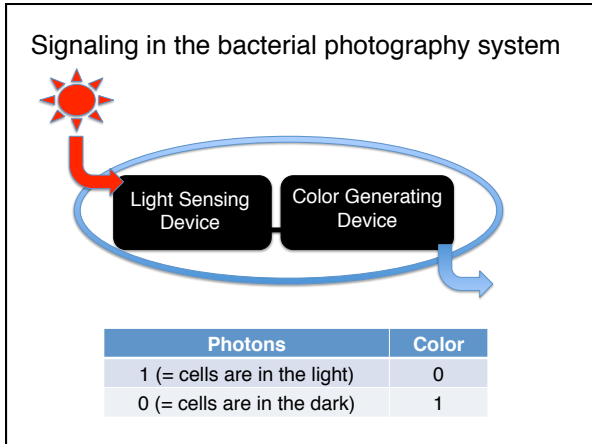 Signaling in the bacterial photography system
Light Sensing
Device
Color Generating
Device
Photons Color
1 (= cells are in the light) 0
0 (= cells are in the dark) 1